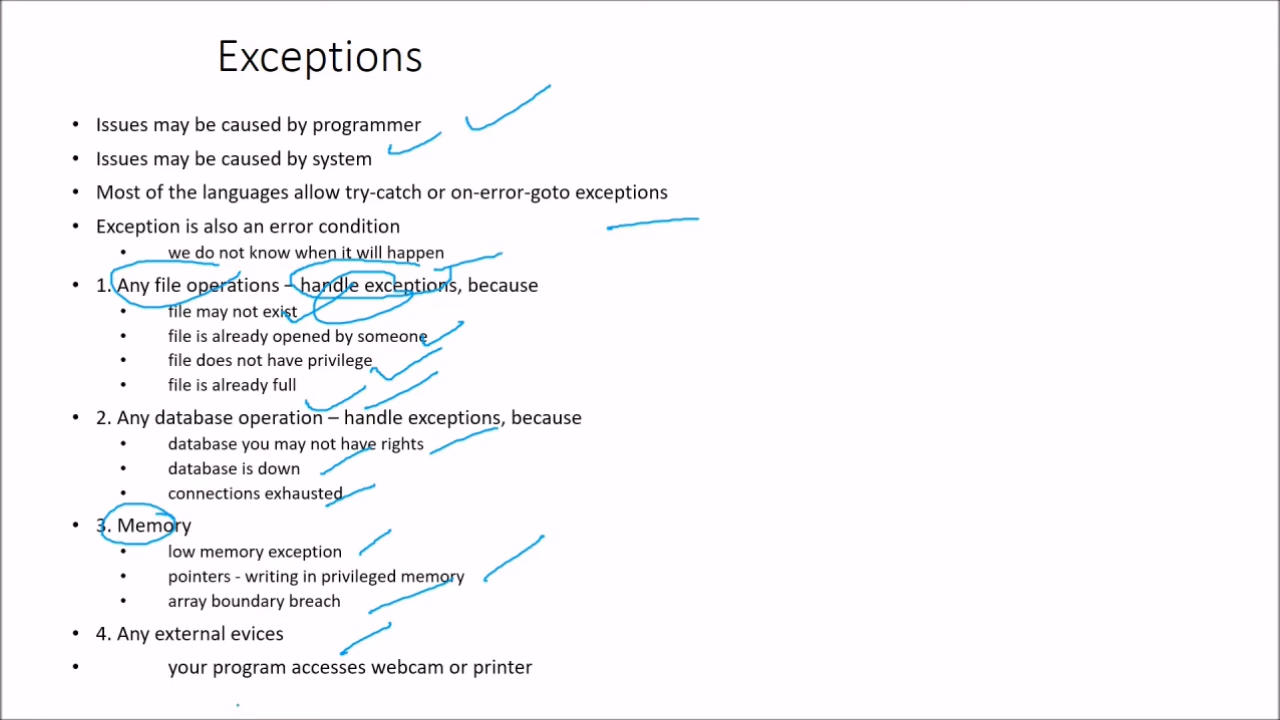 Exceptions
• Issues may be caused by programmer
• Issues may be caused by system
• Most of the languages allow try-catch or on-error-goto exceptions
• Exception is also an error condition
• we do not know when it will happen
• 1. Any file operations – handle exceptions, because
• file may not exist
• file is already opened by someone
• file does not have privilege
• file is already full
• 2. Any database operation – handle exceptions, because
• database you may not have rights
• database is down
• connections exhausted
• 3. Memory
• low memory exception
• pointers - writing in privileged memory
• array boundary breach
• 4. Any external evices
• your program accesses webcam or printer